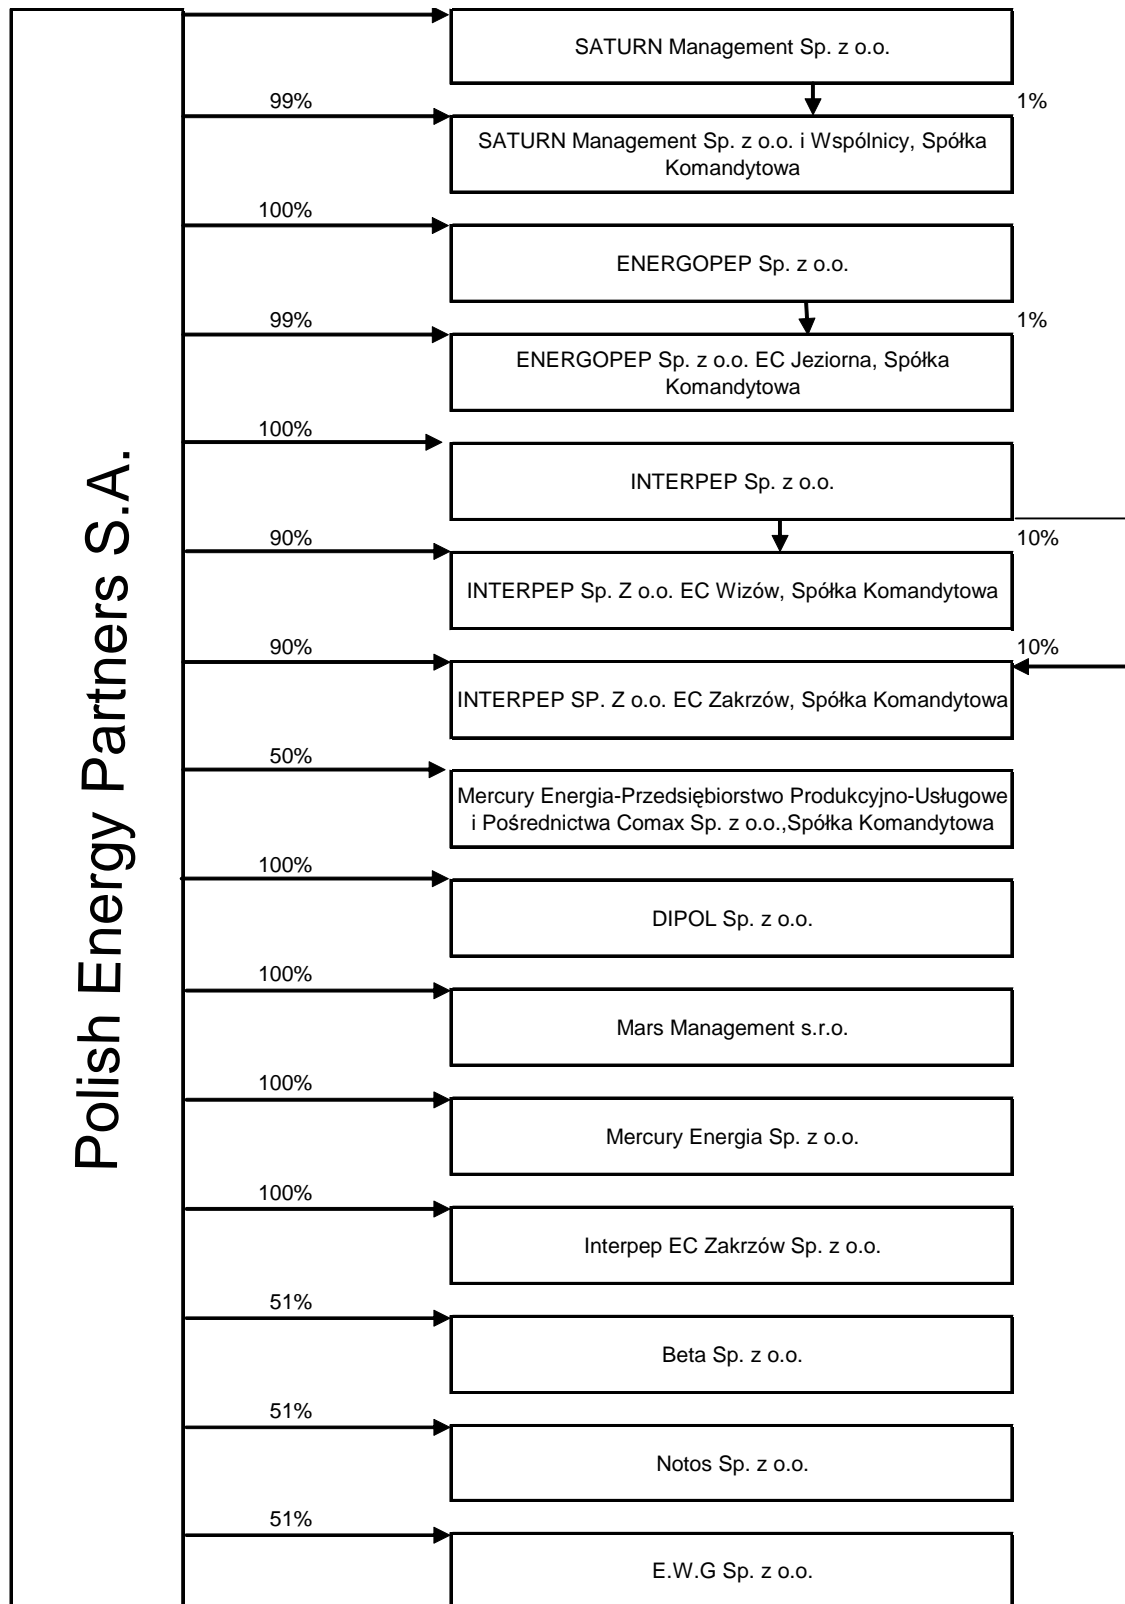 Polish Energy Partners S.A.
SATURN Management Sp. z o.o.
99%
1%
SATURN Management Sp. z o.o. i Wspólnicy, Spółka
Komandytowa
100%
ENERGOPEP Sp. z o.o.
99%
1%
ENERGOPEP Sp. z o.o. EC Jeziorna, Spółka
Komandytowa
100%
INTERPEP Sp. z o.o.
90%
10%
INTERPEP Sp. Z o.o. EC Wizów, Spółka Komandytowa
90%
10%
INTERPEP SP. Z o.o. EC Zakrzów, Spółka Komandytowa
50%
Mercury Energia-Przedsiębiorstwo Produkcyjno-Usługowe
i Pośrednictwa Comax Sp. z o.o.,Spółka Komandytowa
100%
DIPOL Sp. z o.o.
100%
Mars Management s.r.o.
100%
Mercury Energia Sp. z o.o.
100%
Interpep EC Zakrzów Sp. z o.o.
51%
Beta Sp. z o.o.
51%
Notos Sp. z o.o.
51%
E.W.G Sp. z o.o.